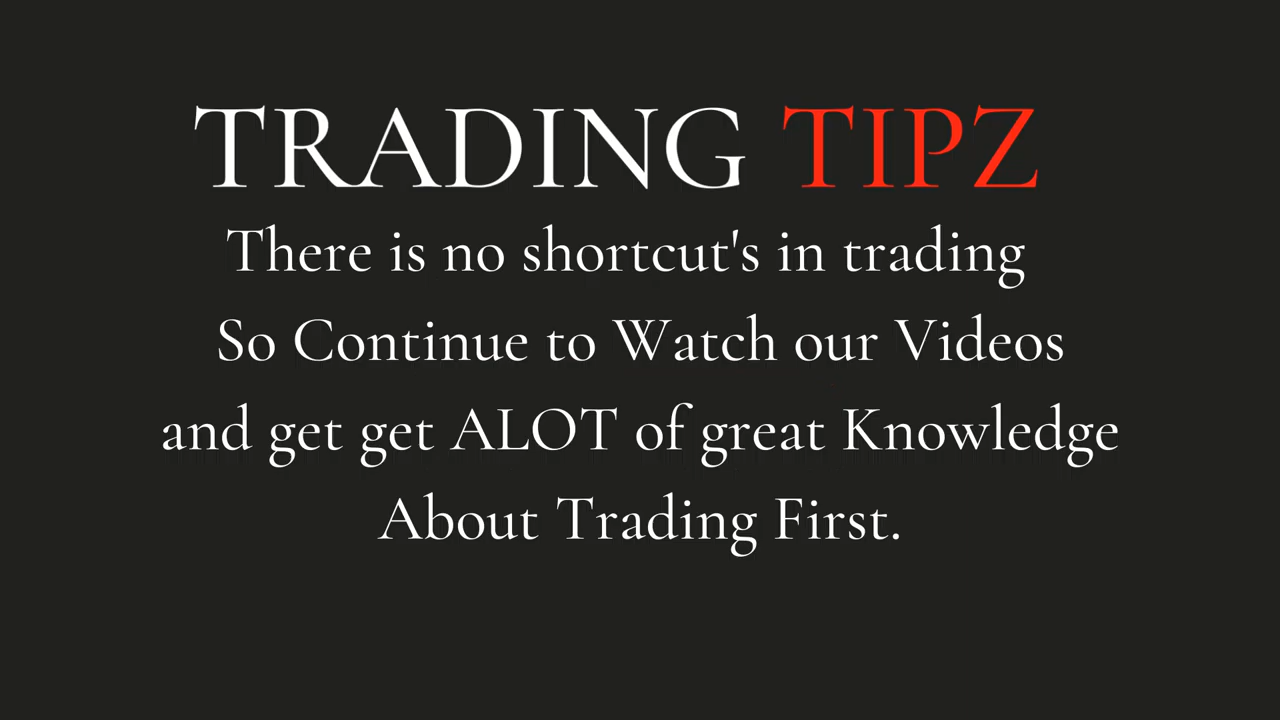 TRADING TIPZ
There is no shortcut's in trading
So Continue to Watch our Videos
and get get ALOT of great Knowledge
About Trading First.